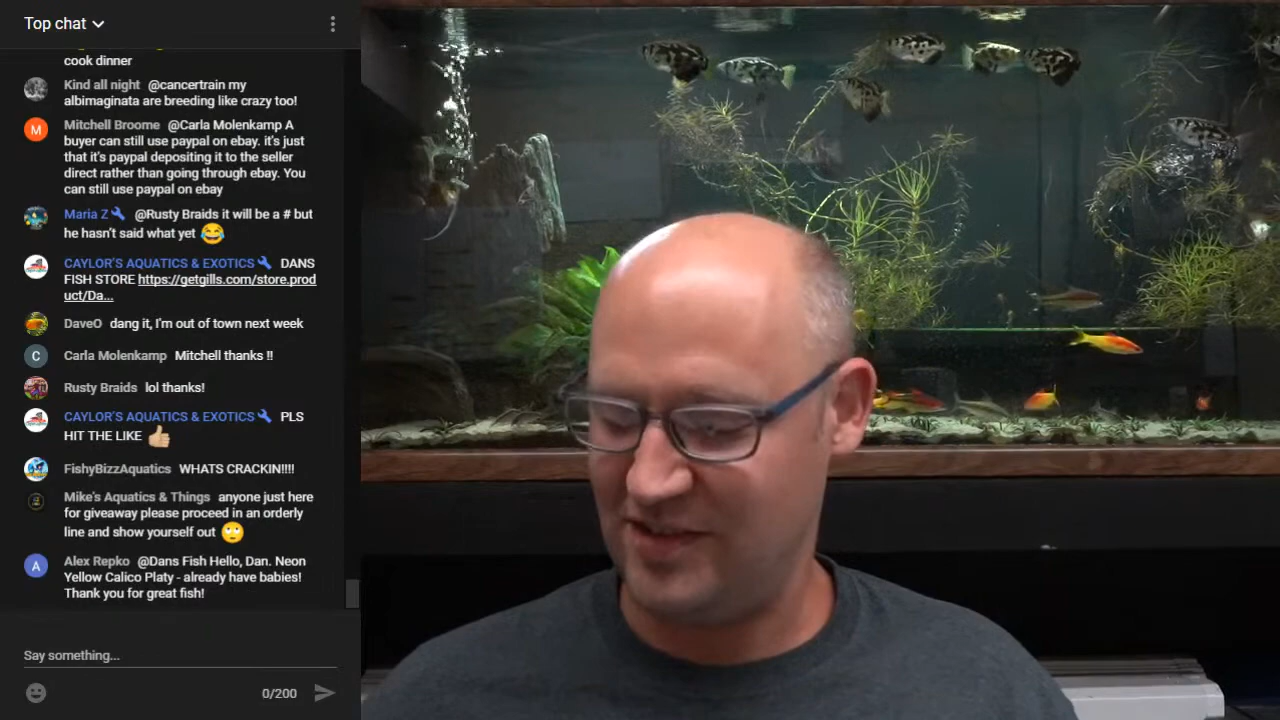 Top chat
cook dinner
Kind all night @cancertrain my
albimaginata are breeding like crazy too!
M
Mitchell Broome @Carla Molenkamp A
buyer can still use paypal on ebay. it's just
that it's paypal depositing it to the seller
direct rather than going through ebay. You
can still use paypal on ebay
Maria Z @Rusty Braids it will be a # but
he hasn't said what yet 😂
CAYLOR'S AQUATICS & EXOTICS DANS
FISH STORE https://getgills.com/store.prod
uct/Da...
DaveO dang it, I'm out of town next week
C
Carla Molenkamp Mitchell thanks !!
Rusty Braids lol thanks!
CAYLOR'S AQUATICS & EXOTICS PLS
HIT THE LIKE 👍🏼
FishyBizzAquatics WHATS CRACKIN!!!!
Mike's Aquatics & Things anyone just here
for giveaway please proceed in an orderly
line and show yourself out 🙄
A
Alex Repko @Dans Fish Hello, Dan. Neon
Yellow Calico Platy - already have babies!
Thank you for great fish!
Say something...
0/200